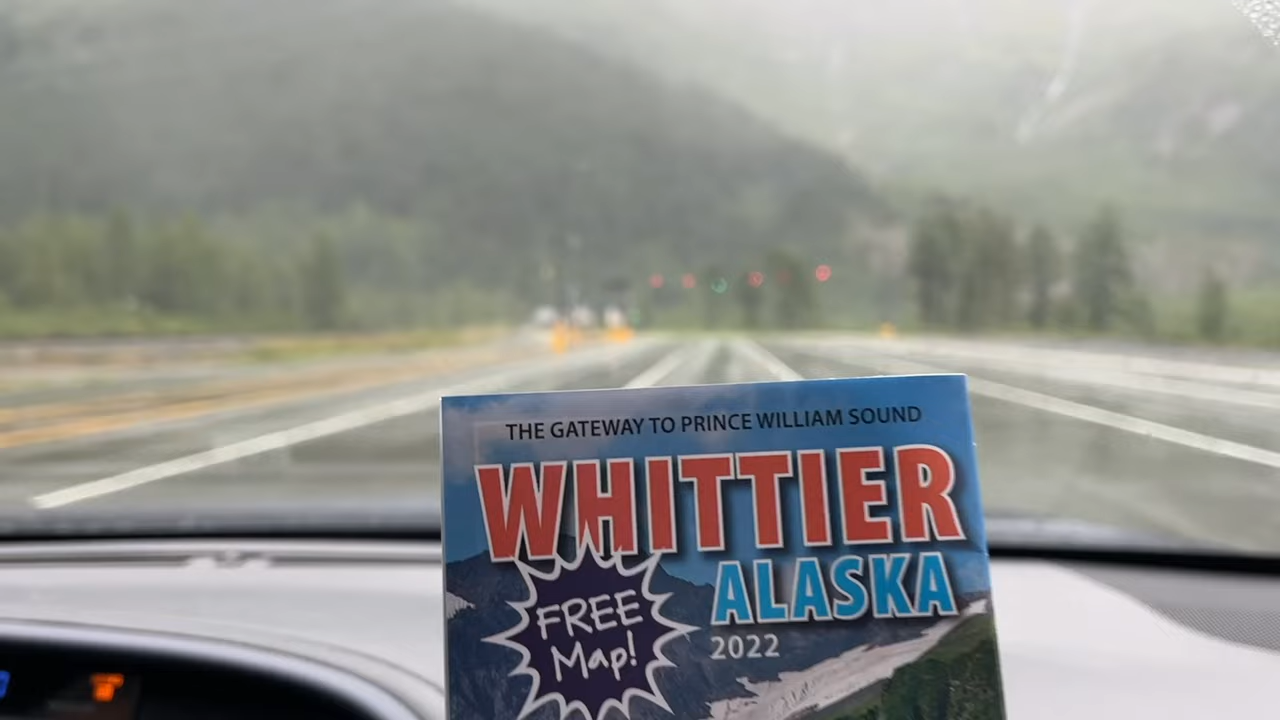 THE GATEWAY TO PRINCE WILLIAM SOUND
WHITTIER
ALASKA
2022
FREE
Map!